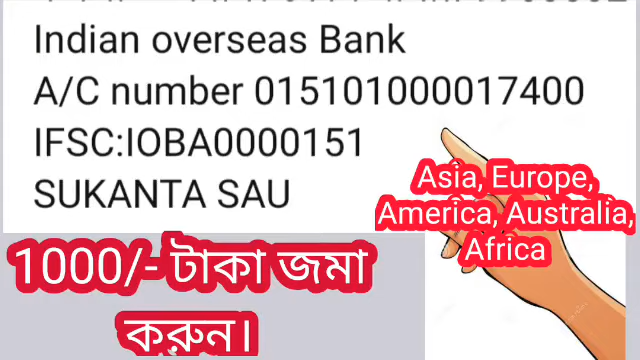 Indian overseas Bank
A/C number 015101000017400
IFSC:IOBA0000151
SUKANTA SAU
Asia, Europe,
America, Australia,
Africa
1000/- টাকা জমা
করুন।